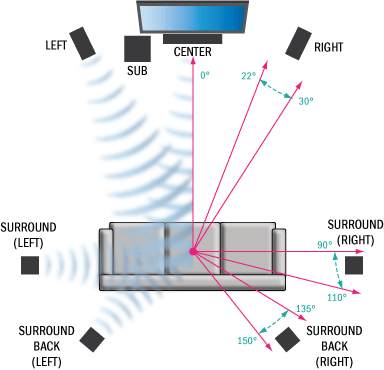 LEFT
SUB
CENTER
RIGHT
0°
22°
30°
SURROUND
(LEFT)
SURROUND
(RIGHT)
90°
110°
SURROUND
BACK
(LEFT)
135°
150°
SURROUND
BACK
(RIGHT)